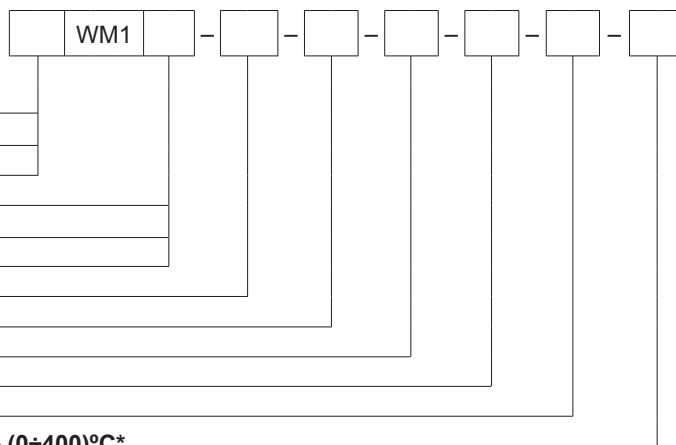 WM1 – – – – – –
(0÷400)ºC*